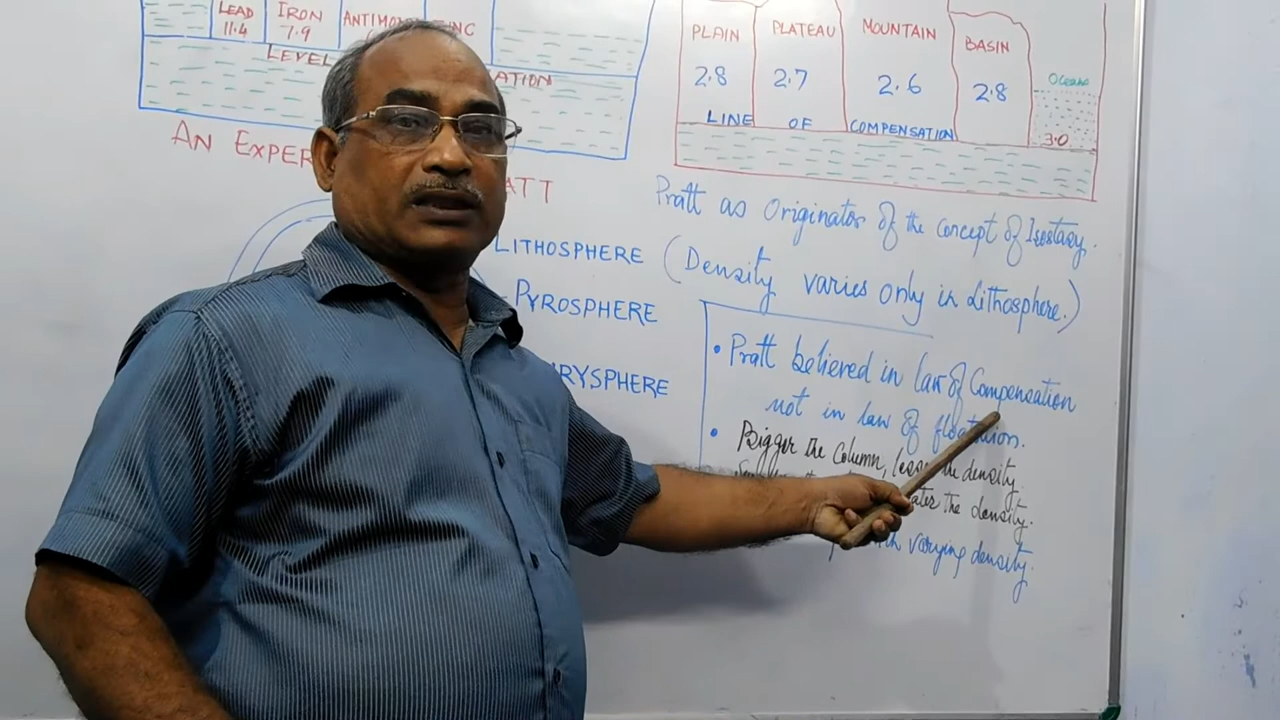 LEAD
11.4
IRON
7.9
ANTIMO
LEVEL
ATION
AN EXPER
ATT
PLAIN
2.8
PLATEAU
2.7
MOUNTAIN
2.6
BASIN
2.8
Ocean
3.0
LINE OF COMPENSATION
LITHOSPHERE
PYROSPHERE
RYSPHERE
Pratt as Originator of the concept of Isostasy.
(Density varies only in Lithosphere.)
• Pratt believed in law of Compensation
not in law of
• Bigger the Column, the density
the density.
varying density.